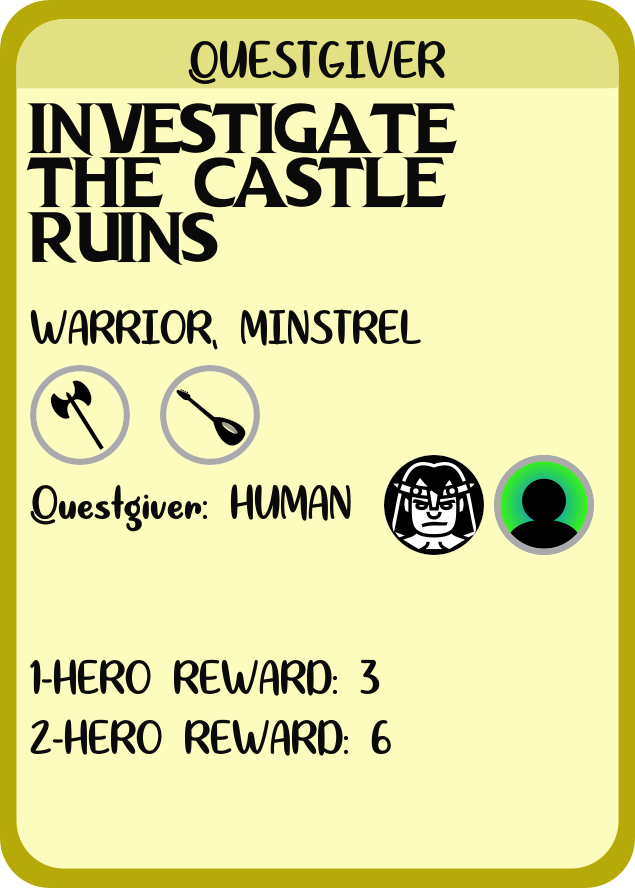 QUESTGIVER
INVESTIGATE
THE CASTLE
RUINS
WARRIOR, MINSTREL
Questgiver: HUMAN
1-HERO REWARD: 3
2-HERO REWARD: 6